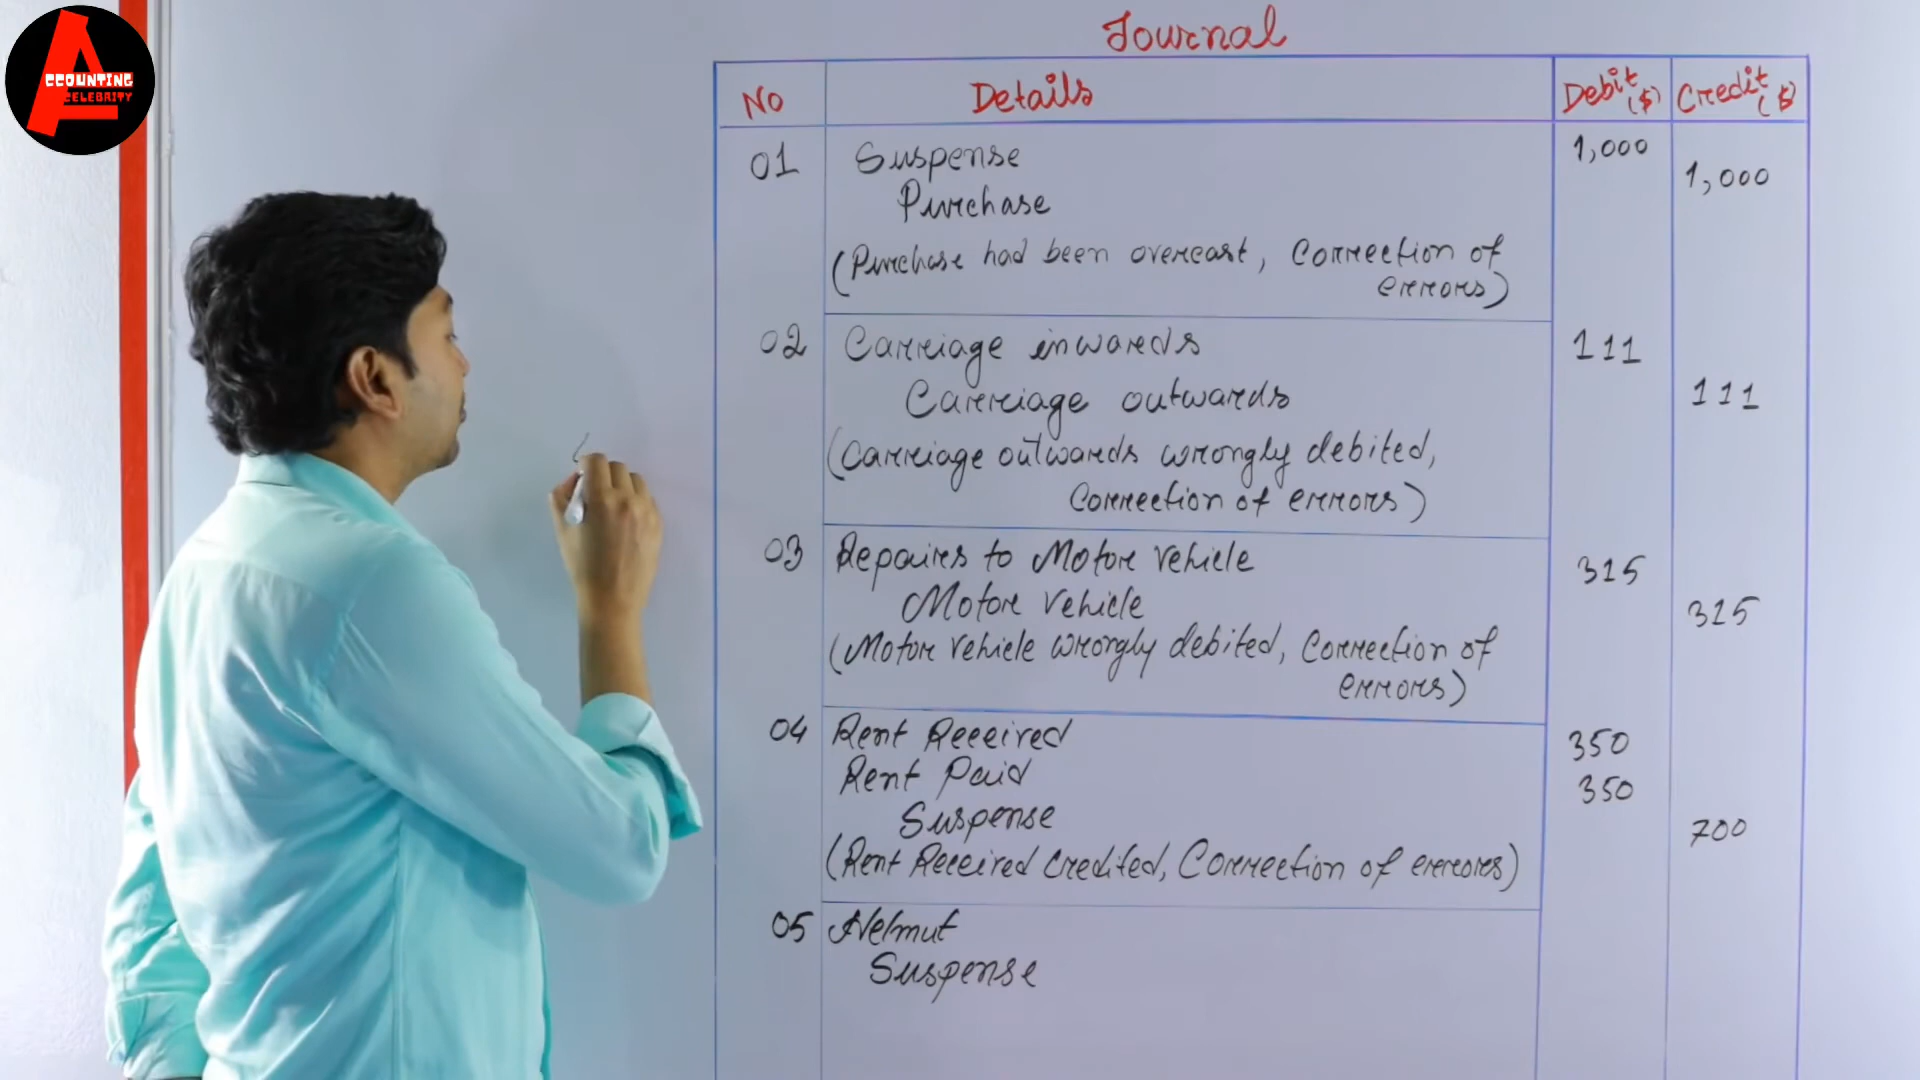 ACCOUNTING
CELEBRITY
Journal
No Details Debit ($) Credit ($)
01 Suspense 1,000
Purchase 1,000
(Purchase had been overcast, Correction of
errors)
02 Carriage inwards 111
Carriage outwards 111
(Carriage outwards wrongly debited,
Correction of errors)
03 Repaires to Motor Vehicle 315
Motor Vehicle 315
(Motor Vehicle wrongly debited, Correction of
errors)
04 Rent Received 350
Rent Paid 350
Suspense 700
(Rent Received Credited, Correction of errors)
05 Helmut
Suspense